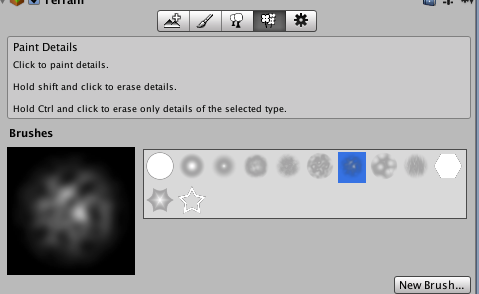 Terrain
Paint Details
Click to paint details.
Hold shift and click to erase details.
Hold Ctrl and click to erase only details of the selected type.
Brushes
New Brush...